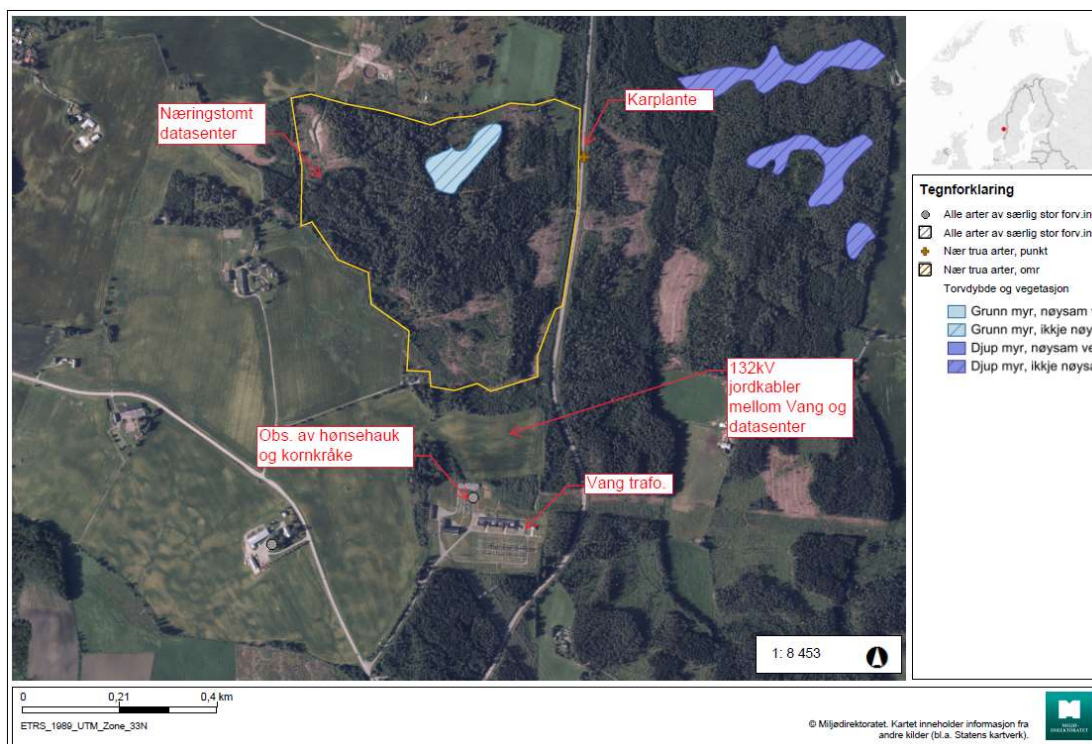 Næringstomt
datasenter
Karplante
132kV
jordkabler
mellom Vang og
datasenter
Obs. av hønsehauk
og kornkråke
Vang trafo.
1: 8 453
Tegnforklaring
Alle arter av særlig stor forv.in
Alle arter av særlig stor forv.in
Nær trua arter, punkt
Nær trua arter, omr
Torvdybde og vegetasjon
Grunn myr, nøysam
Grunn myr, ikkje nøy
Djup myr, nøysam ve
Djup myr, ikkje nøysa
0 0,21 0,4 km
ETRS_1989_UTM_Zone_33N
© Miljødirektoratet. Kartet inneholder informasjon fra
andre kilder (bl.a. Statens kartverk).
MILJØ-
DIREKTORATET